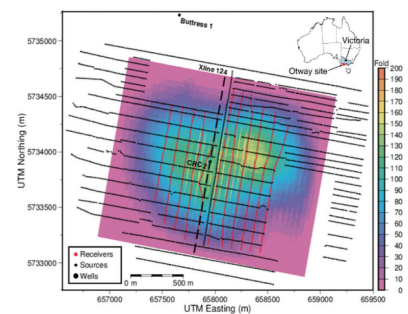 Buttress 1
Victoria
Otway site
Xline 124
CRC2
Fold
200
190
180
170
160
150
140
130
120
110
100
90
80
70
60
50
40
30
20
10
0
UTM Northing (m)
5735000
5734500
5734000
5733500
5733000
Receivers
Sources
Wells
0 m 500 m
657000 657500 658000 658500 659000 659500
UTM Easting (m)